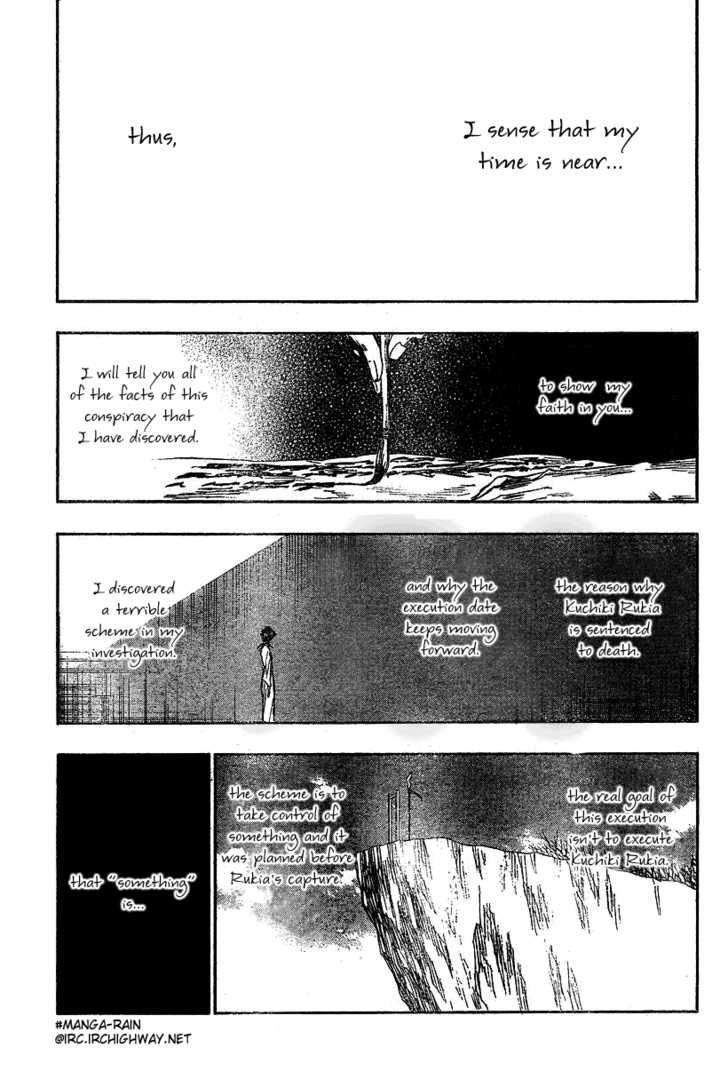 I sense that my
time is near...
thus,
to show my
faith in you...
I will tell you all
of the facts of this
conspiracy that
I have discovered.
the reason why
Kuchiki Rukia
is sentenced
to death.
and why the
execution date
keeps moving
forward.
I discovered
a terrible
scheme in my
investigation.
the real goal of
this execution
isn't to execute
Kuchiki Rukia.
the scheme is to
take control of
something and it
was planned before
Rukia's capture.
that "something"
is...
#MANGA-RAIN
@IRC.IRCHIGHWAY.NET